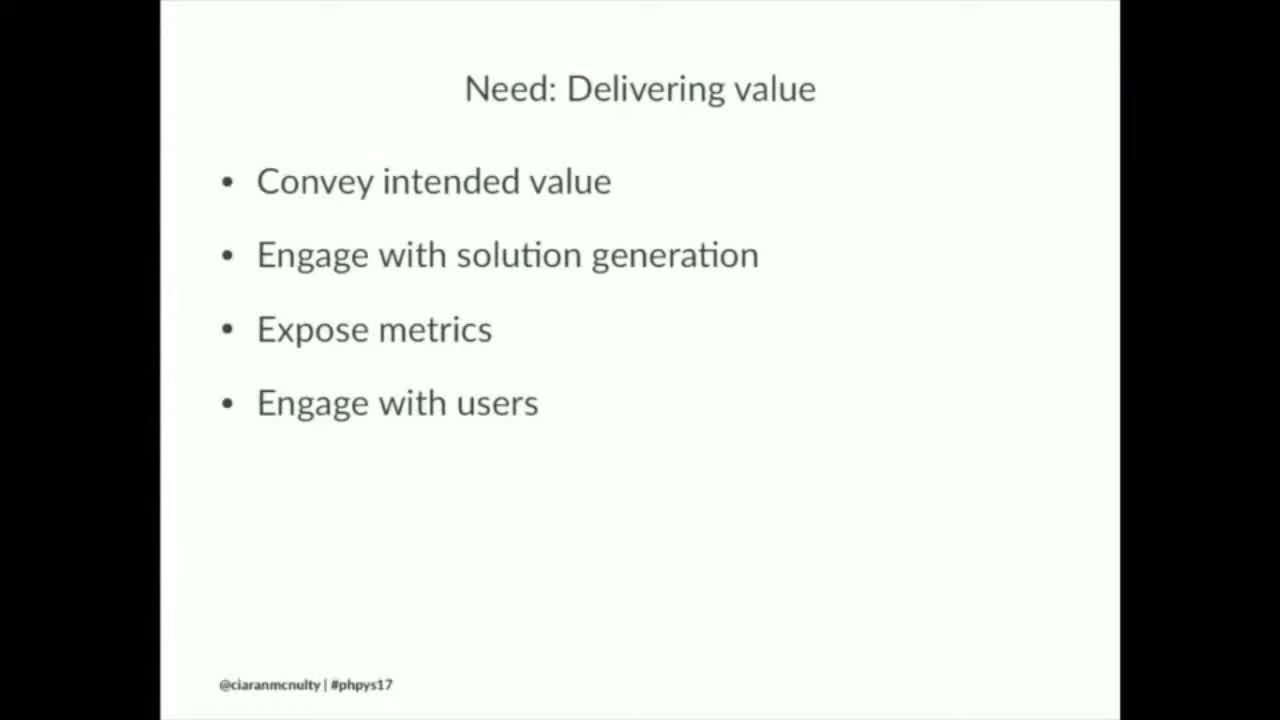 Need: Delivering value
• Convey intended value
• Engage with solution generation
• Expose metrics
• Engage with users
@ciaranmcnulty | #phpys17